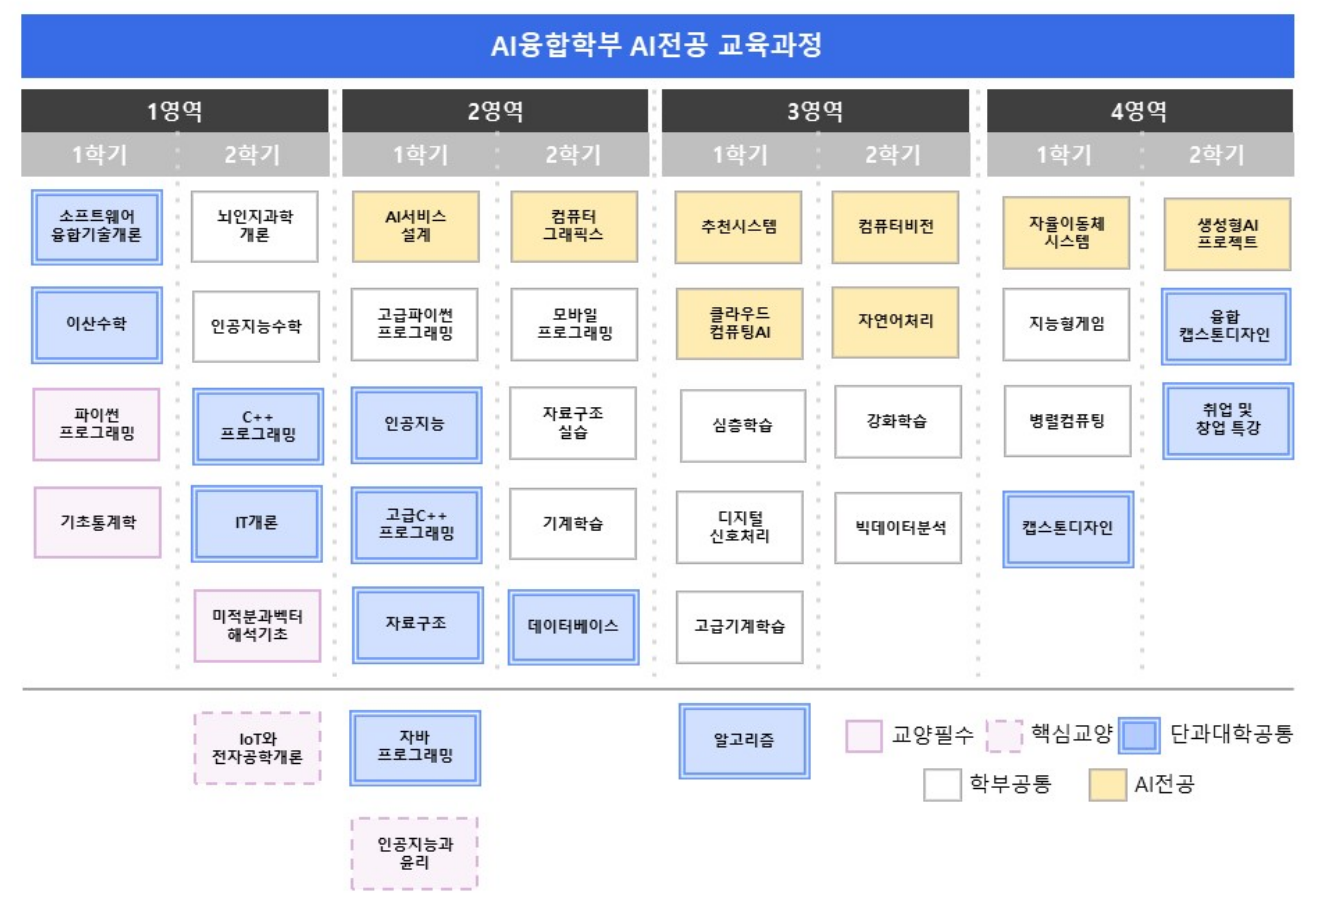 AI융합학부 AI전공 교육과정
1영역
2영역
3영역
4영역
1학기
2학기
1학기
2학기
1학기
2학기
1학기
2학기
소프트웨어
융합기술개론
뇌인지과학
개론
AI서비스
설계
컴퓨터
그래픽스
추천시스템
컴퓨터비전
자율이동체
시스템
생성형AI
프로젝트
이산수학
인공지능수학
고급파이썬
프로그래밍
모바일
프로그래밍
클라우드
컴퓨팅AI
자연어처리
지능형게임
융합
캡스톤디자인
파이썬
프로그래밍
C++
프로그래밍
인공지능
자료구조
실습
심층학습
강화학습
병렬컴퓨팅
취업 및
창업 특강
기초통계학
IT개론
고급C++
프로그래밍
기계학습
디지털
신호처리
빅데이터분석
캡스톤디자인
미적분과벡터
해석기초
자료구조
데이터베이스
고급기계학습
IoT와
전자공학개론
자바
프로그래밍
알고리즘
교양필수
핵심교양
단과대학공통
학부공통
AI전공
인공지능과
윤리